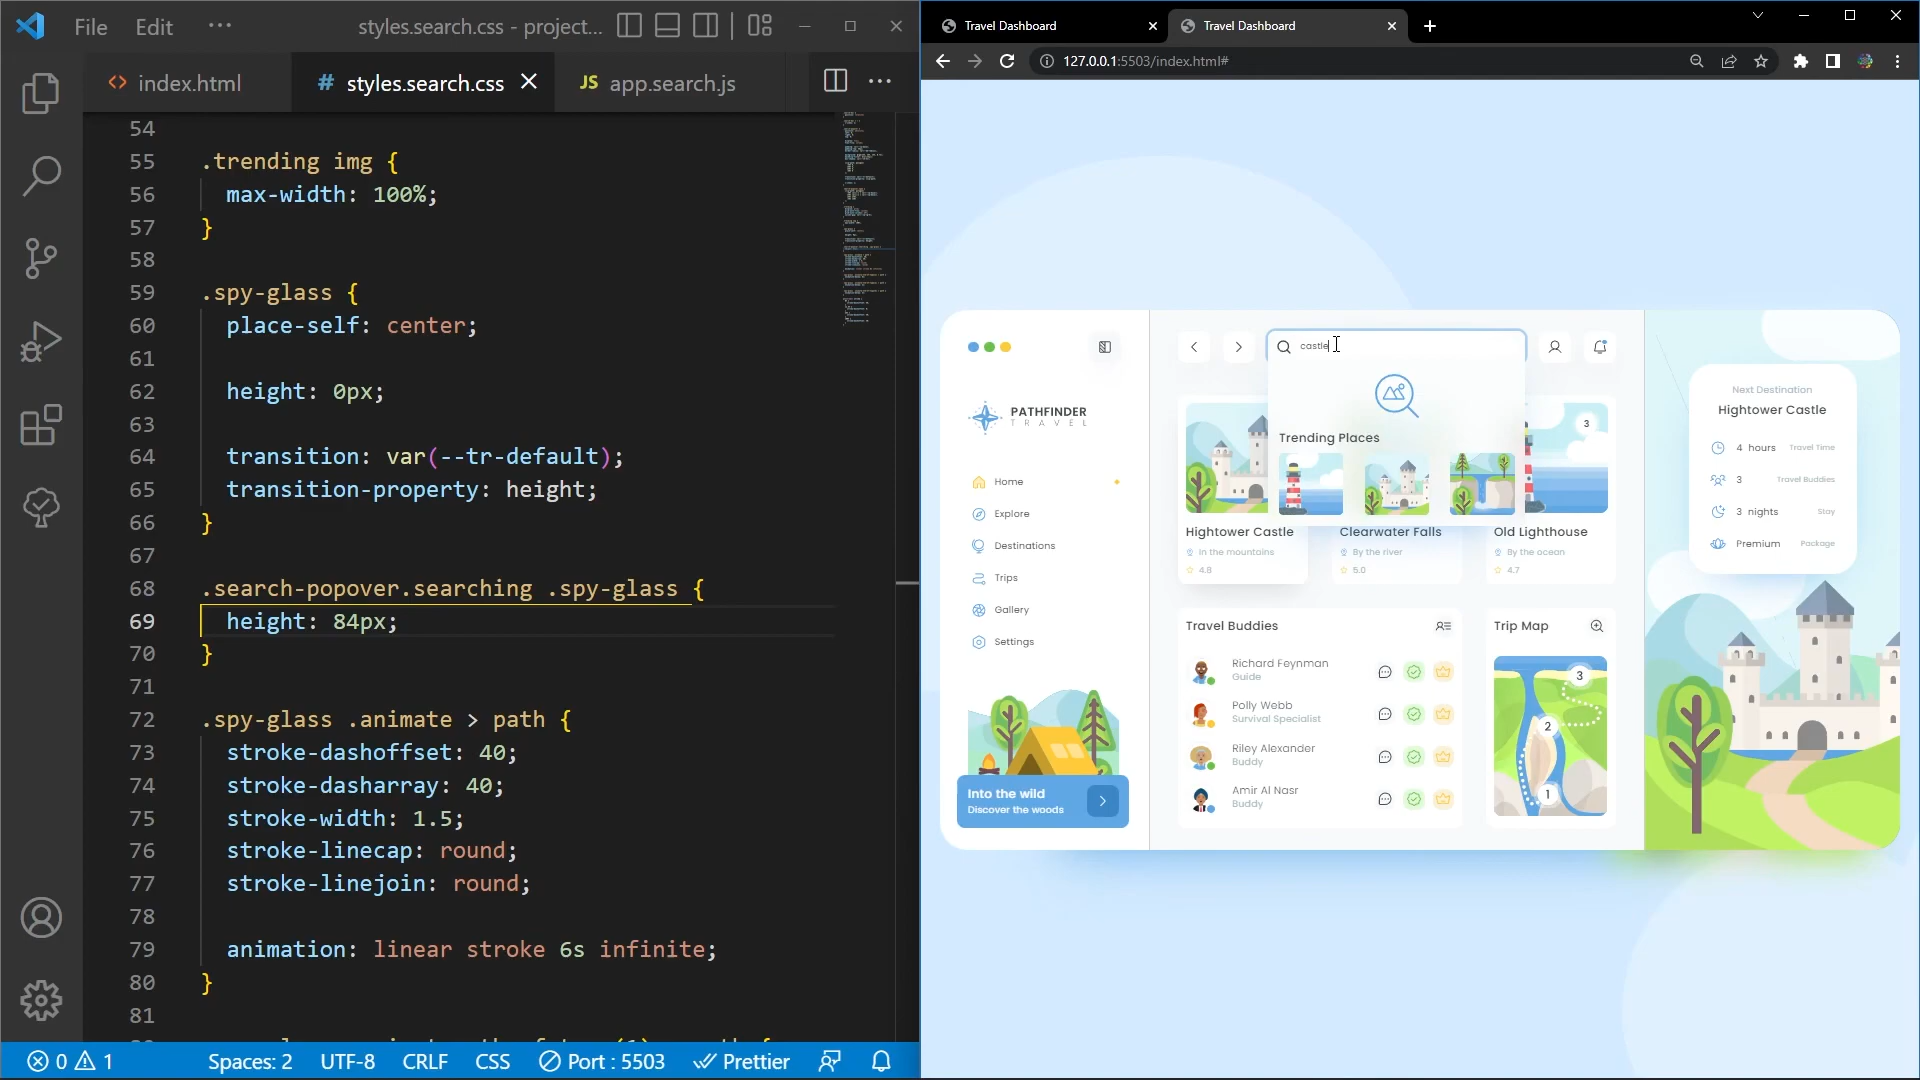 File Edit ··· styles.search.css - project...
index.html
# styles.search.css
JS app.search.js
54
55 .trending img {
56 max-width: 100%;
57 }
58
59 .spy-glass {
60 place-self: center;
61
62 height: 0px;
63
64 transition: var(--tr-default);
65 transition-property: height;
66 }
67
68 .search-popover.searching .spy-glass {
69 height: 84px;
70 }
71
72 .spy-glass .animate > path {
73 stroke-dashoffset: 40;
74 stroke-dasharray: 40;
75 stroke-width: 1.5;
76 stroke-linecap: round;
77 stroke-linejoin: round;
78
79 animation: linear stroke 6s infinite;
80 }
81
0 1 Spaces: 2 UTF-8 CRLF CSS Port : 5503 Prettier
Travel Dashboard
Travel Dashboard
127.0.0.1:5503/index.html#
PATHFINDER
TRAVEL
Home
Explore
Destinations
Trips
Gallery
Settings
Into the wild
Discover the woods
castle
Trending Places
3
Hightower Castle
In the mountains
4.8
Clearwater Falls
By the river
5.0
Old Lighthouse
By the ocean
4.7
Travel Buddies
Richard Feynman
Guide
Polly Webb
Survival Specialist
Riley Alexander
Buddy
Amir Al Nasr
Buddy
Trip Map
3
2
1
Next Destination
Hightower Castle
4 hours Travel Time
3 Travel Buddies
3 nights Stay
Premium Package